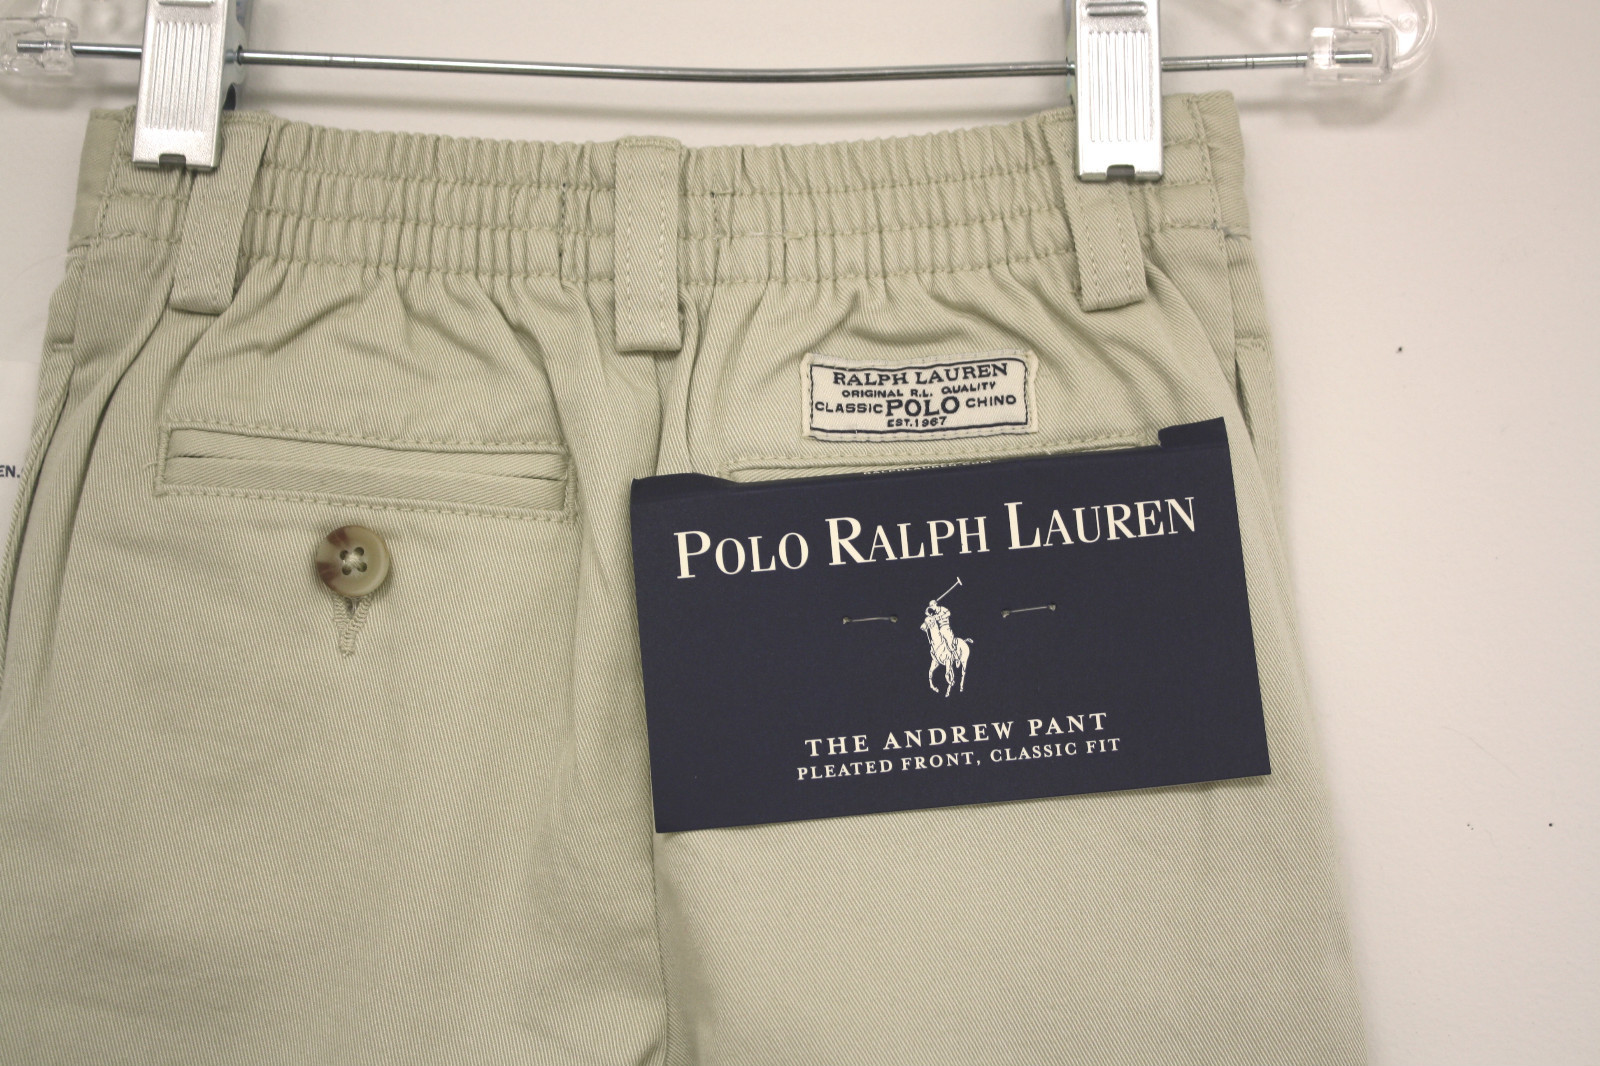 EN.
RALPH LAUREN
ORIGINAL R.L. QUALITY
CLASSIC POLO CHINO
EST. 1967
POLO RALPH LAUREN
THE ANDREW PANT
PLEATED FRONT, CLASSIC FIT